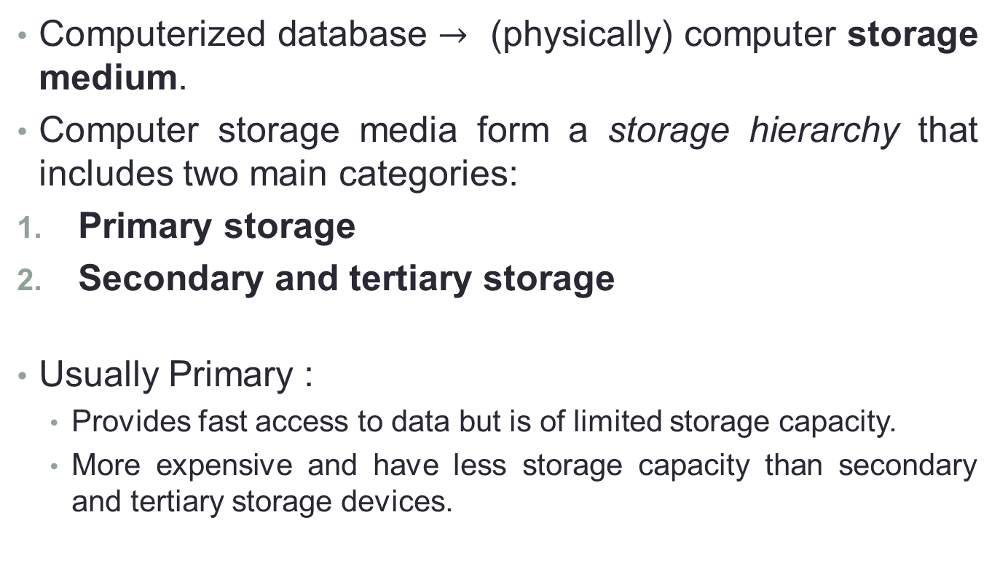 • Computerized database → (physically) computer storage
medium.
• Computer storage media form a storage hierarchy that
includes two main categories:
1. Primary storage
2. Secondary and tertiary storage
• Usually Primary :
• Provides fast access to data but is of limited storage capacity.
• More expensive and have less storage capacity than secondary
and tertiary storage devices.